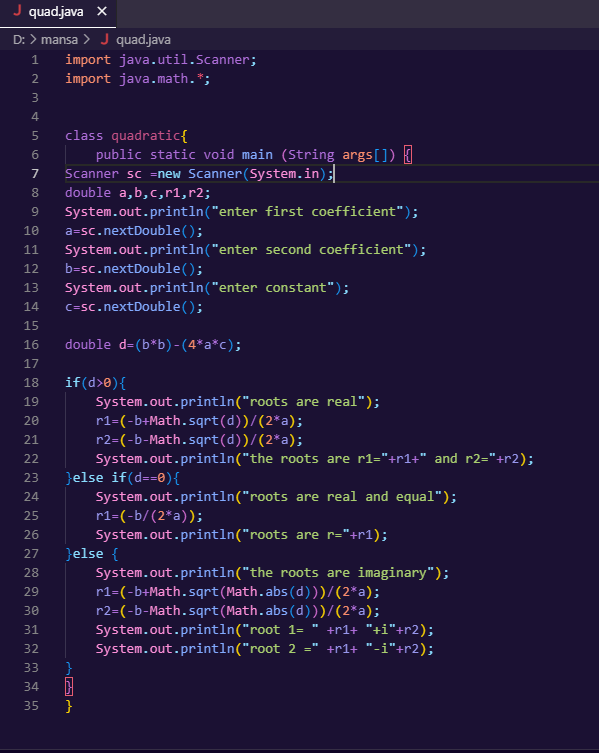 J quad.java ×
D: > mansa > J quad.java
1 import java.util.Scanner;
2 import java.math.*;
3
4
5 class quadratic{
6     public static void main (String args[]) {
7 Scanner sc =new Scanner(System.in);
8 double a,b,c,r1,r2;
9 System.out.println("enter first coefficient");
10 a=sc.nextDouble();
11 System.out.println("enter second coefficient");
12 b=sc.nextDouble();
13 System.out.println("enter constant");
14 c=sc.nextDouble();
15
16 double d=(b*b)-(4*a*c);
17
18 if(d>0){
19     System.out.println("roots are real");
20     r1=(-b+Math.sqrt(d))/(2*a);
21     r2=(-b-Math.sqrt(d))/(2*a);
22     System.out.println("the roots are r1="+r1+" and r2="+r2);
23 }else if(d==0){
24     System.out.println("roots are real and equal");
25     r1=(-b/(2*a));
26     System.out.println("roots are r="+r1);
27 }else {
28     System.out.println("the roots are imaginary");
29     r1=(-b+Math.sqrt(Math.abs(d)))/(2*a);
30     r2=(-b-Math.sqrt(Math.abs(d)))/(2*a);
31     System.out.println("root 1= " +r1+ "+i"+r2);
32     System.out.println("root 2 =" +r1+ "-i"+r2);
33 }
34 }
35 }